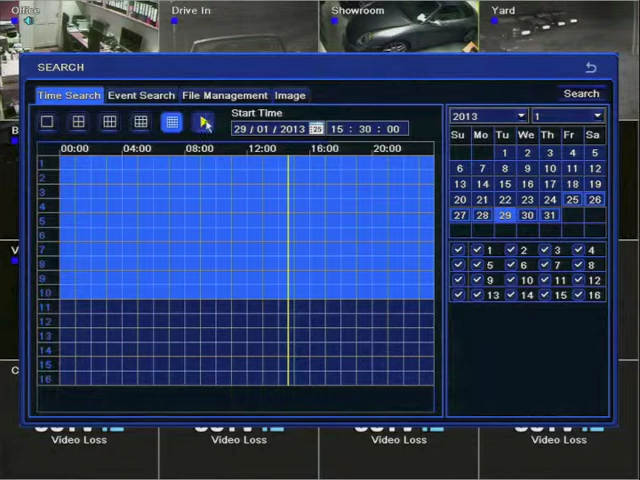 Office
Drive In
Showroom
Yard
SEARCH
Time Search
Event Search
File Management
Image
Search
Start Time
29 / 01 / 2013
25
15 : 30 : 00
2013
1
Su Mo Tu We Th Fr Sa
1 2 3 4 5
6 7 8 9 10 11 12
13 14 15 16 17 18 19
20 21 22 23 24 25 26
27 28 29 30 31
00:00 04:00 08:00 12:00 16:00 20:00
1
2
3
4
5
6
7
8
9
10
11
12
13
14
15
16
1 2 3 4
5 6 7 8
9 10 11 12
13 14 15 16
Video Loss
Video Loss
Video Loss
Video Loss